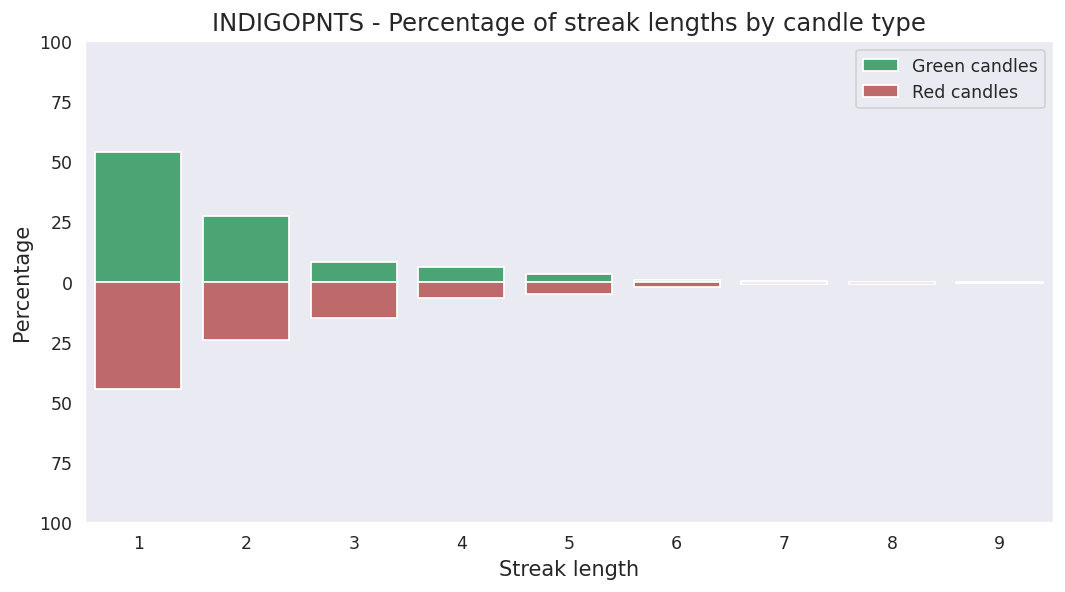 INDIGOPNTS - Percentage of streak lengths by candle type
Green candles
Red candles
Percentage
100
75
50
25
0
25
50
75
100
1 2 3 4 5 6 7 8 9
Streak length